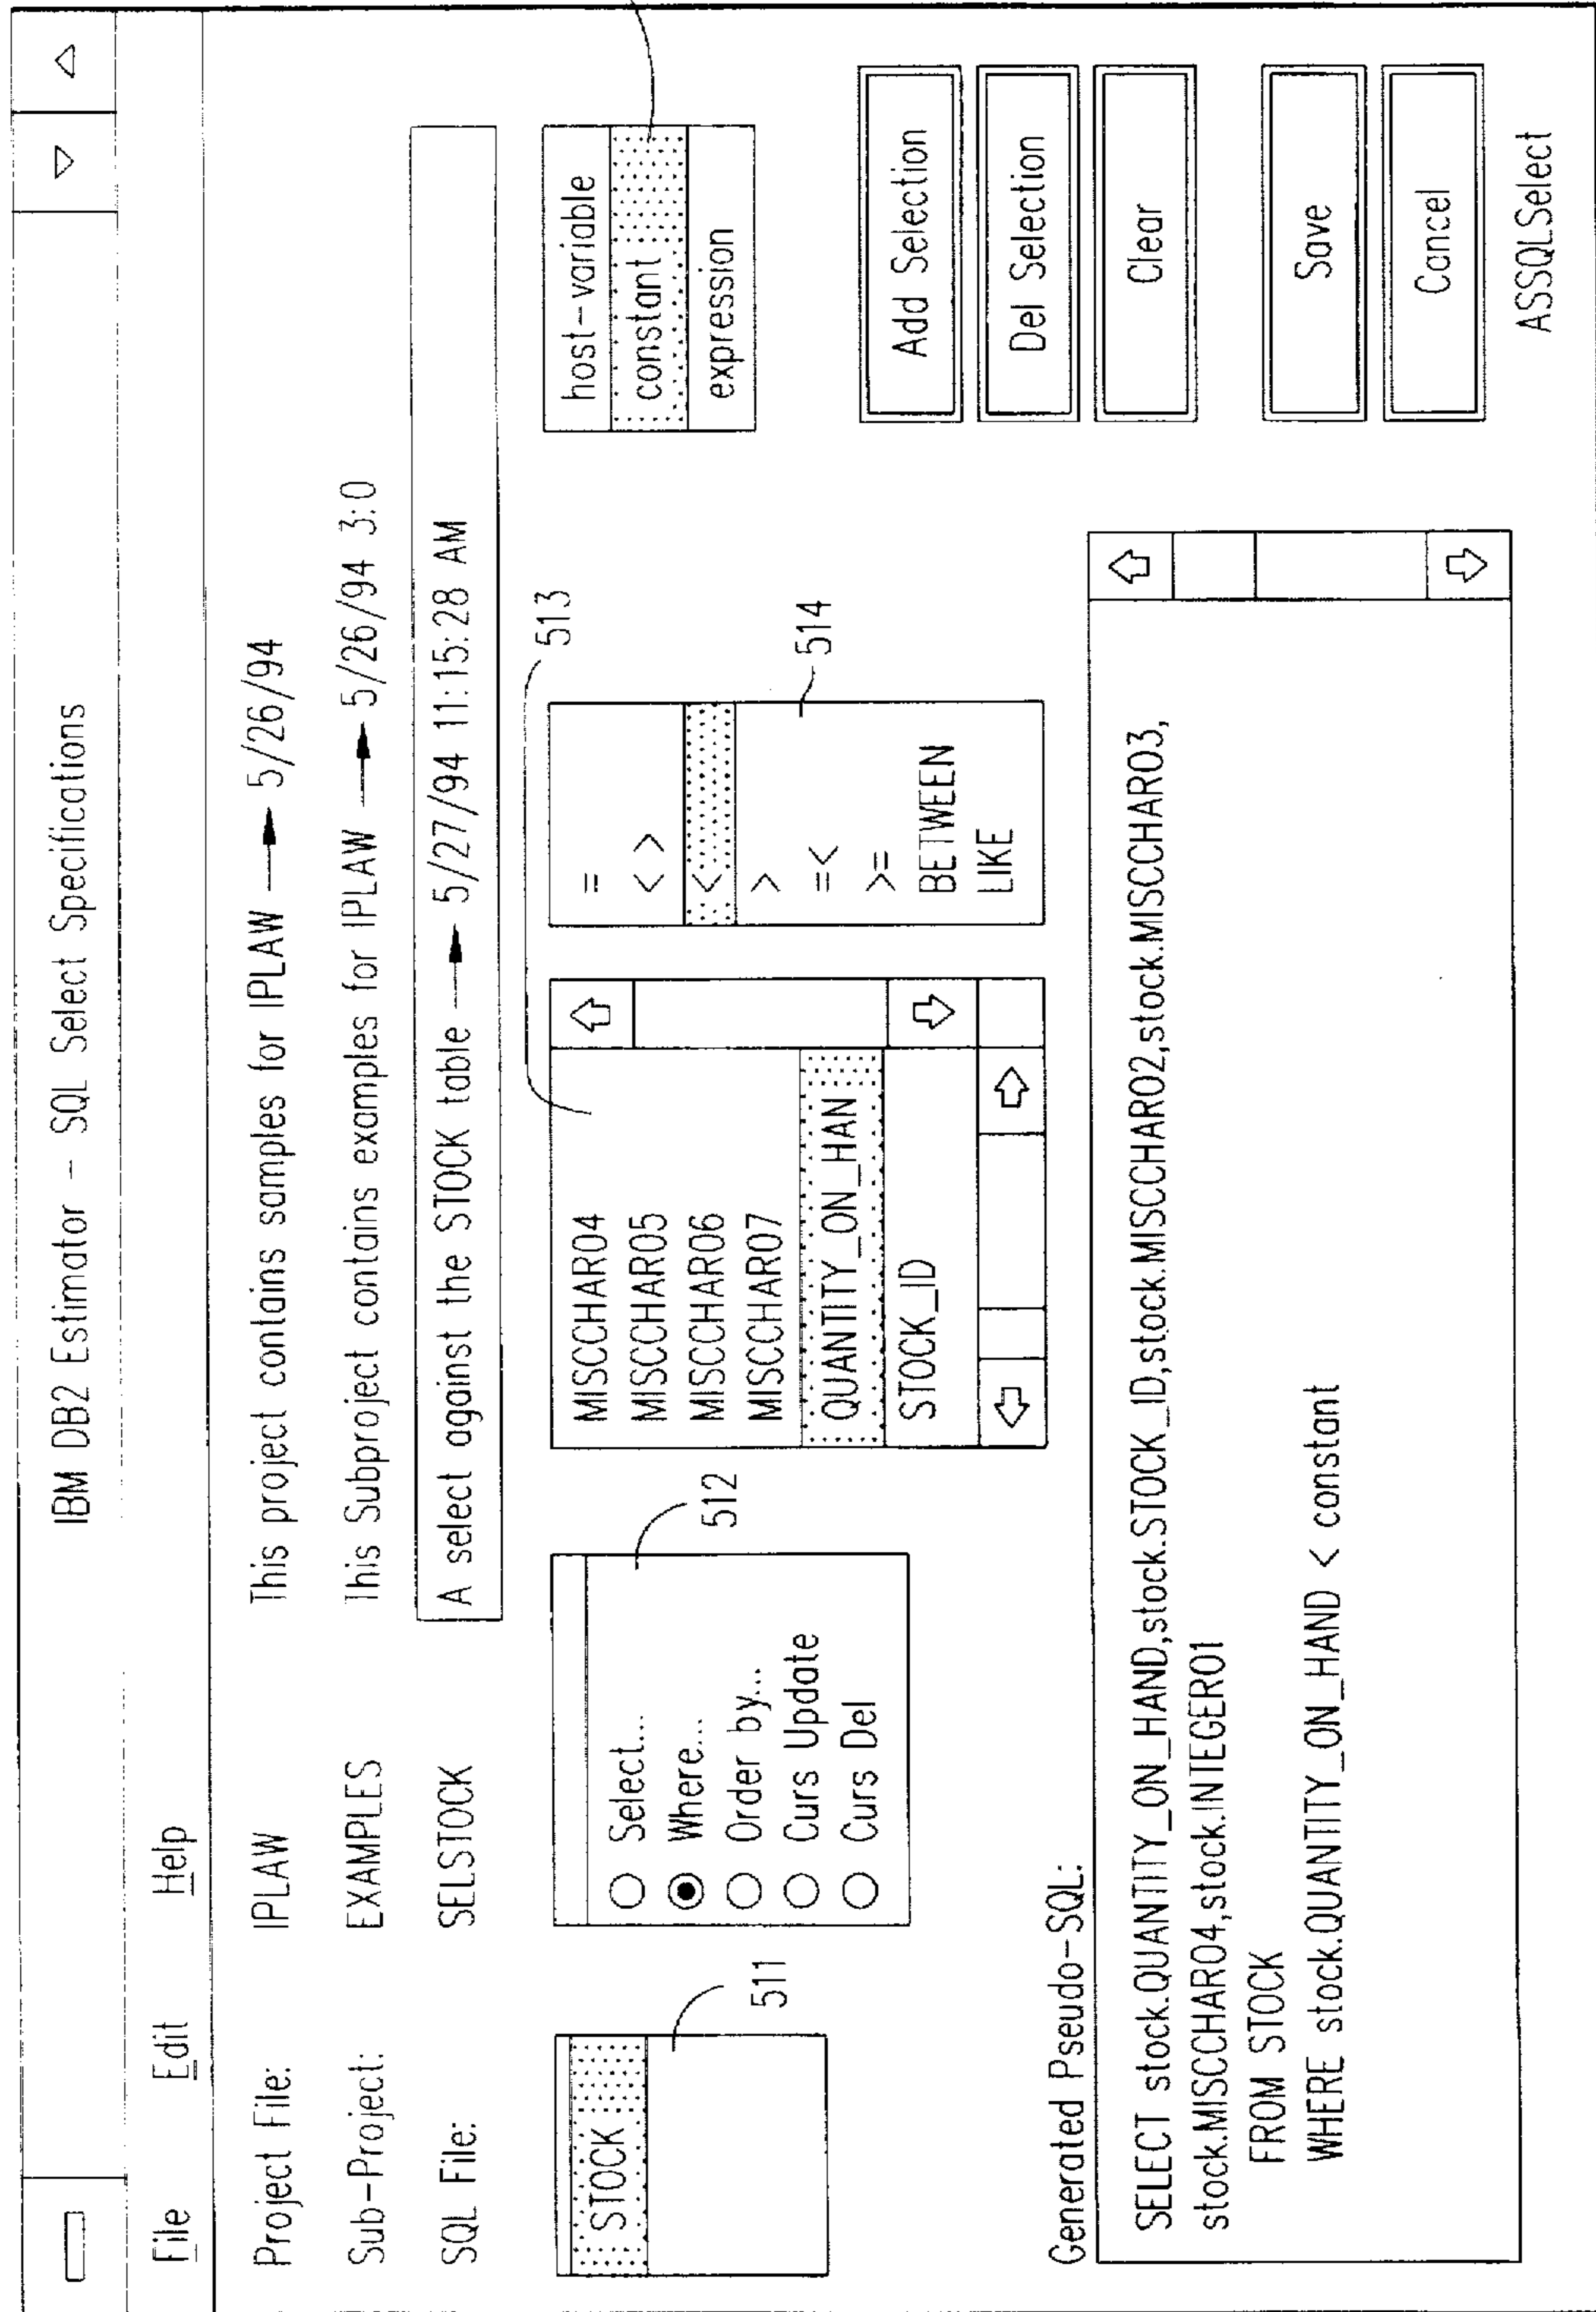 IBM DB2 Estimator - SQL Select Specifications
File Edit Help
Project File: IPLAW This project contains samples for IPLAW → 5/26/94
Sub-Project: EXAMPLES This Subproject contains examples for IPLAW → 5/26/94 3:0
SQL File: SELSTOCK A select against the STOCK table → 5/27/94 11:15:28 AM
STOCK
511
Select...
Where...
Order by...
Curs Update
Curs Del
512
MISCCHAR04
MISCCHAR05
MISCCHAR06
MISCCHAR07
QUANTITY_ON_HAN
STOCK_ID
513
=
< >
<
>
=<
>=
BETWEEN
LIKE
514
host-variable
constant
expression
Add Selection
Del Selection
Clear
Save
Cancel
ASSQLSelect
Generated Pseudo-SQL:
SELECT stock.QUANTITY_ON_HAND,stock.STOCK_ID,stock.MISCCHAR02,stock.MISCCHAR03,
stock.MISCCHAR04,stock.INTEGER01
FROM STOCK
WHERE stock.QUANTITY_ON_HAND < constant